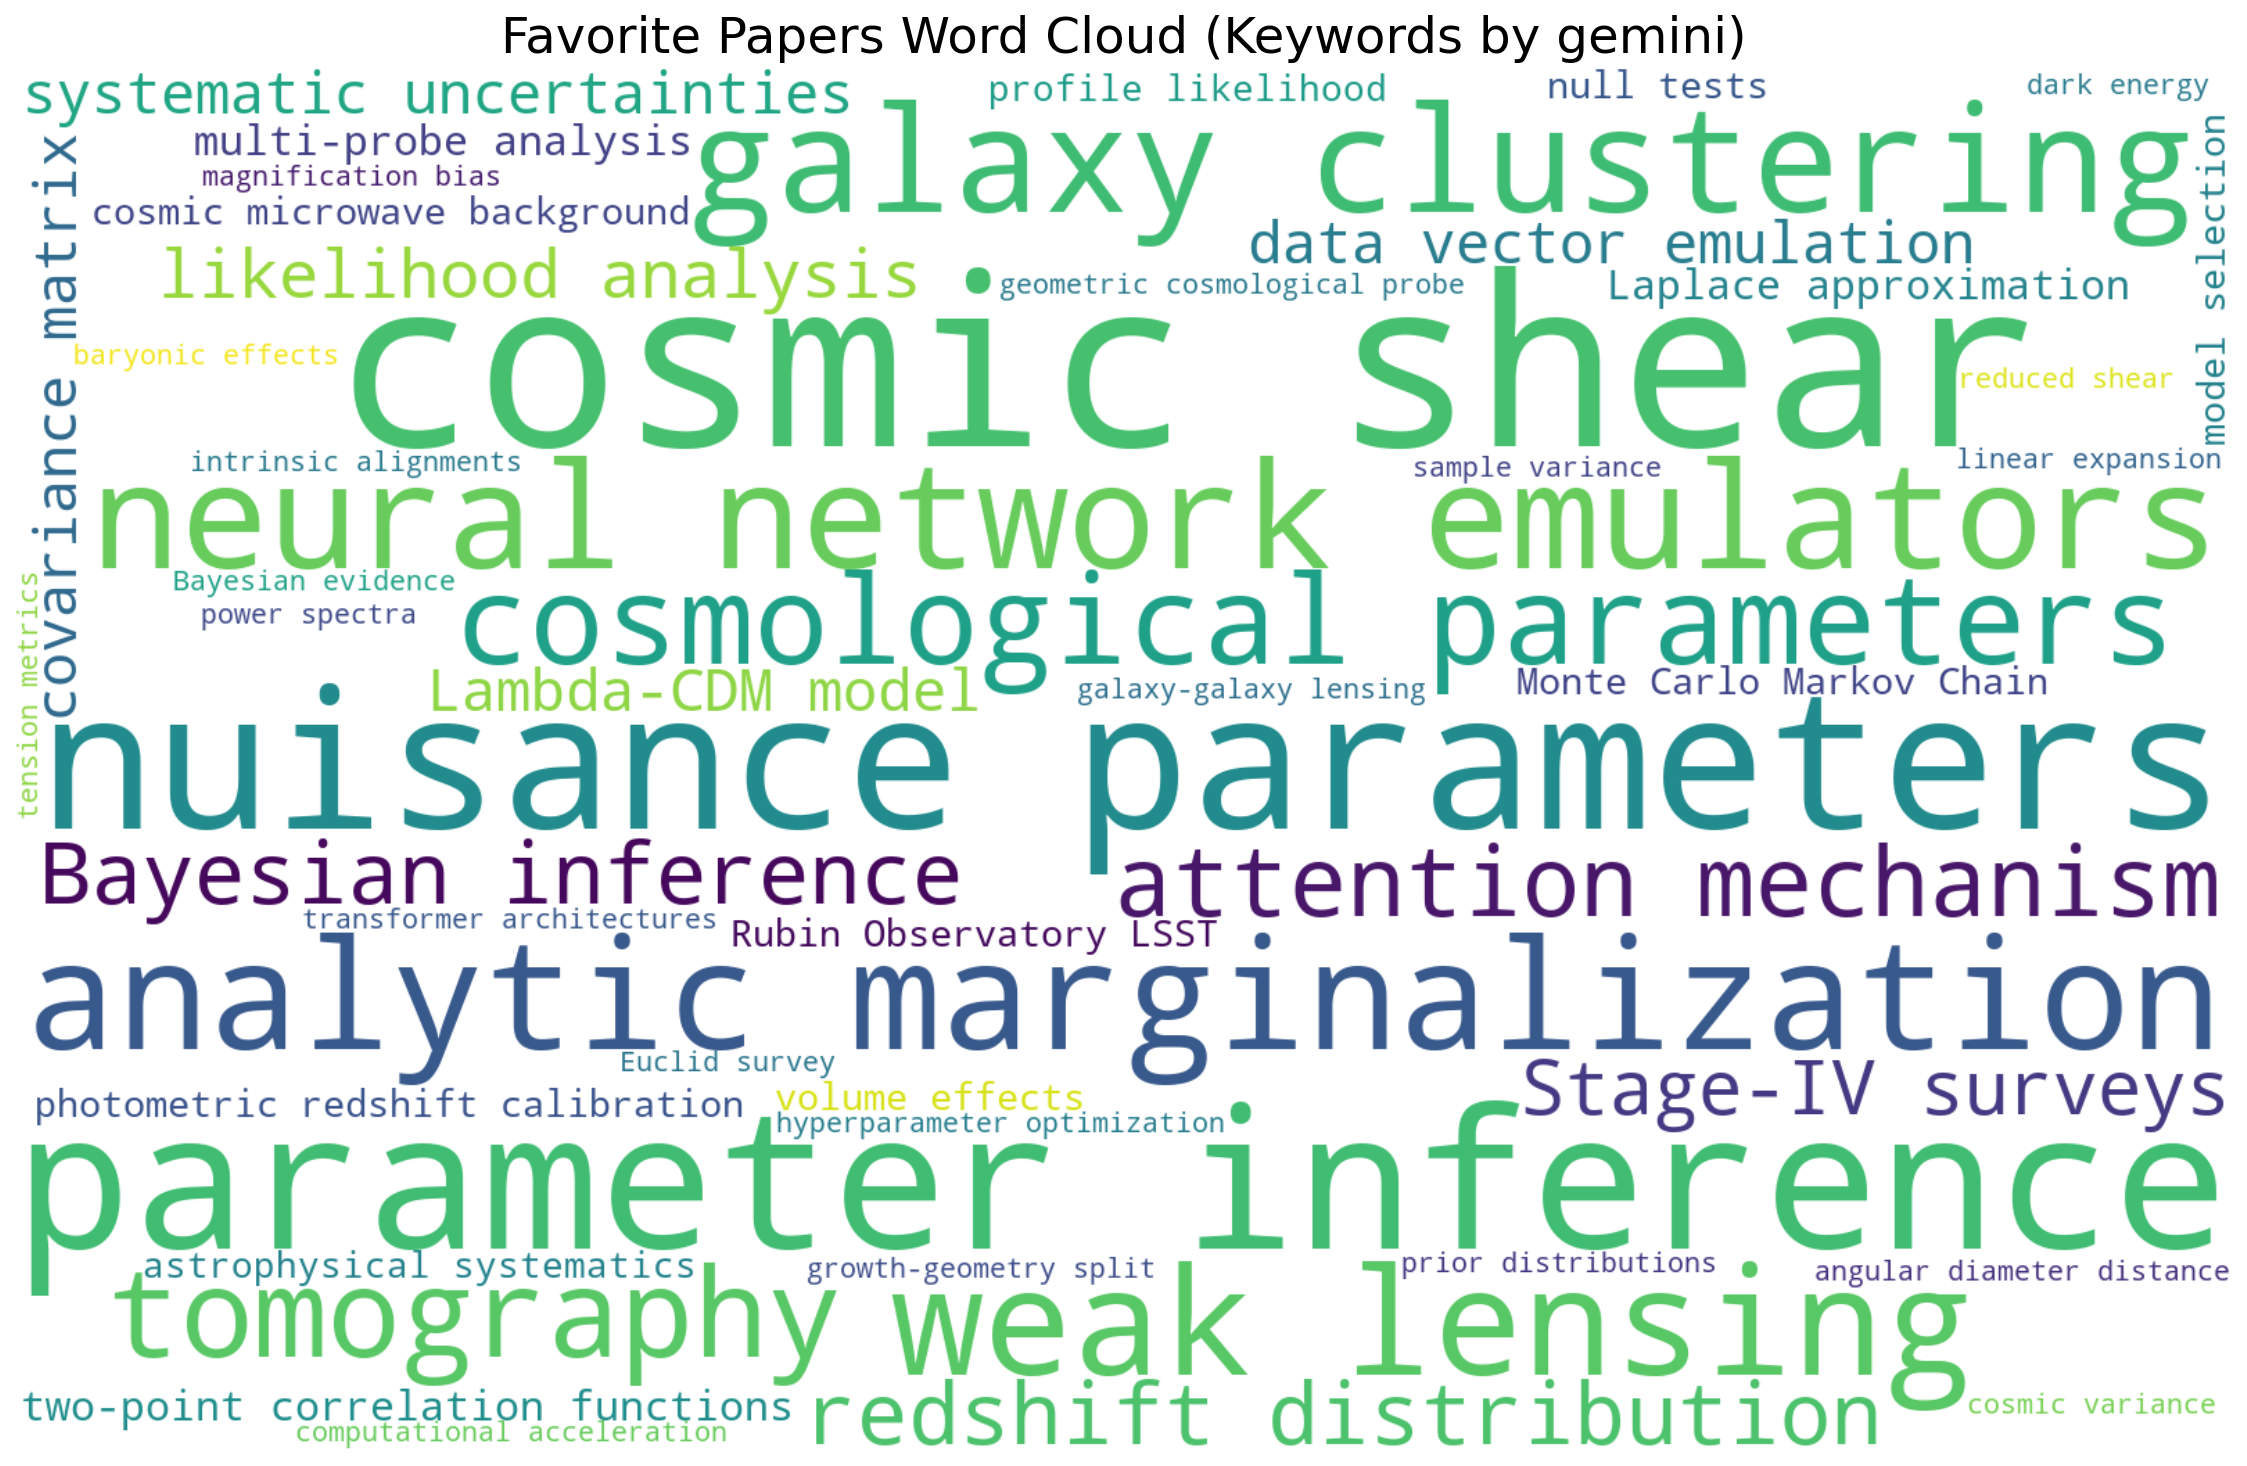 Favorite Papers Word Cloud (Keywords by gemini)
systematic uncertainties
profile likelihood
null tests
dark energy
multi-probe analysis
galaxy clustering
magnification bias
cosmic microwave background
covariance matrix
model selection
data vector emulation
likelihood analysis
geometric cosmological probe
Laplace approximation
cosmic shear
baryonic effects
reduced shear
intrinsic alignments
sample variance
linear expansion
neural network emulators
Bayesian evidence
power spectra
cosmological parameters
tension metrics
Lambda-CDM model
galaxy-galaxy lensing
Monte Carlo Markov Chain
nuisance parameters
Bayesian inference
attention mechanism
transformer architectures
Rubin Observatory LSST
analytic marginalization
Euclid survey
Stage-IV surveys
photometric redshift calibration
volume effects
hyperparameter optimization
parameter inference
astrophysical systematics
growth-geometry split
prior distributions
angular diameter distance
tomography
weak lensing
two-point correlation functions
redshift distribution
cosmic variance
computational acceleration